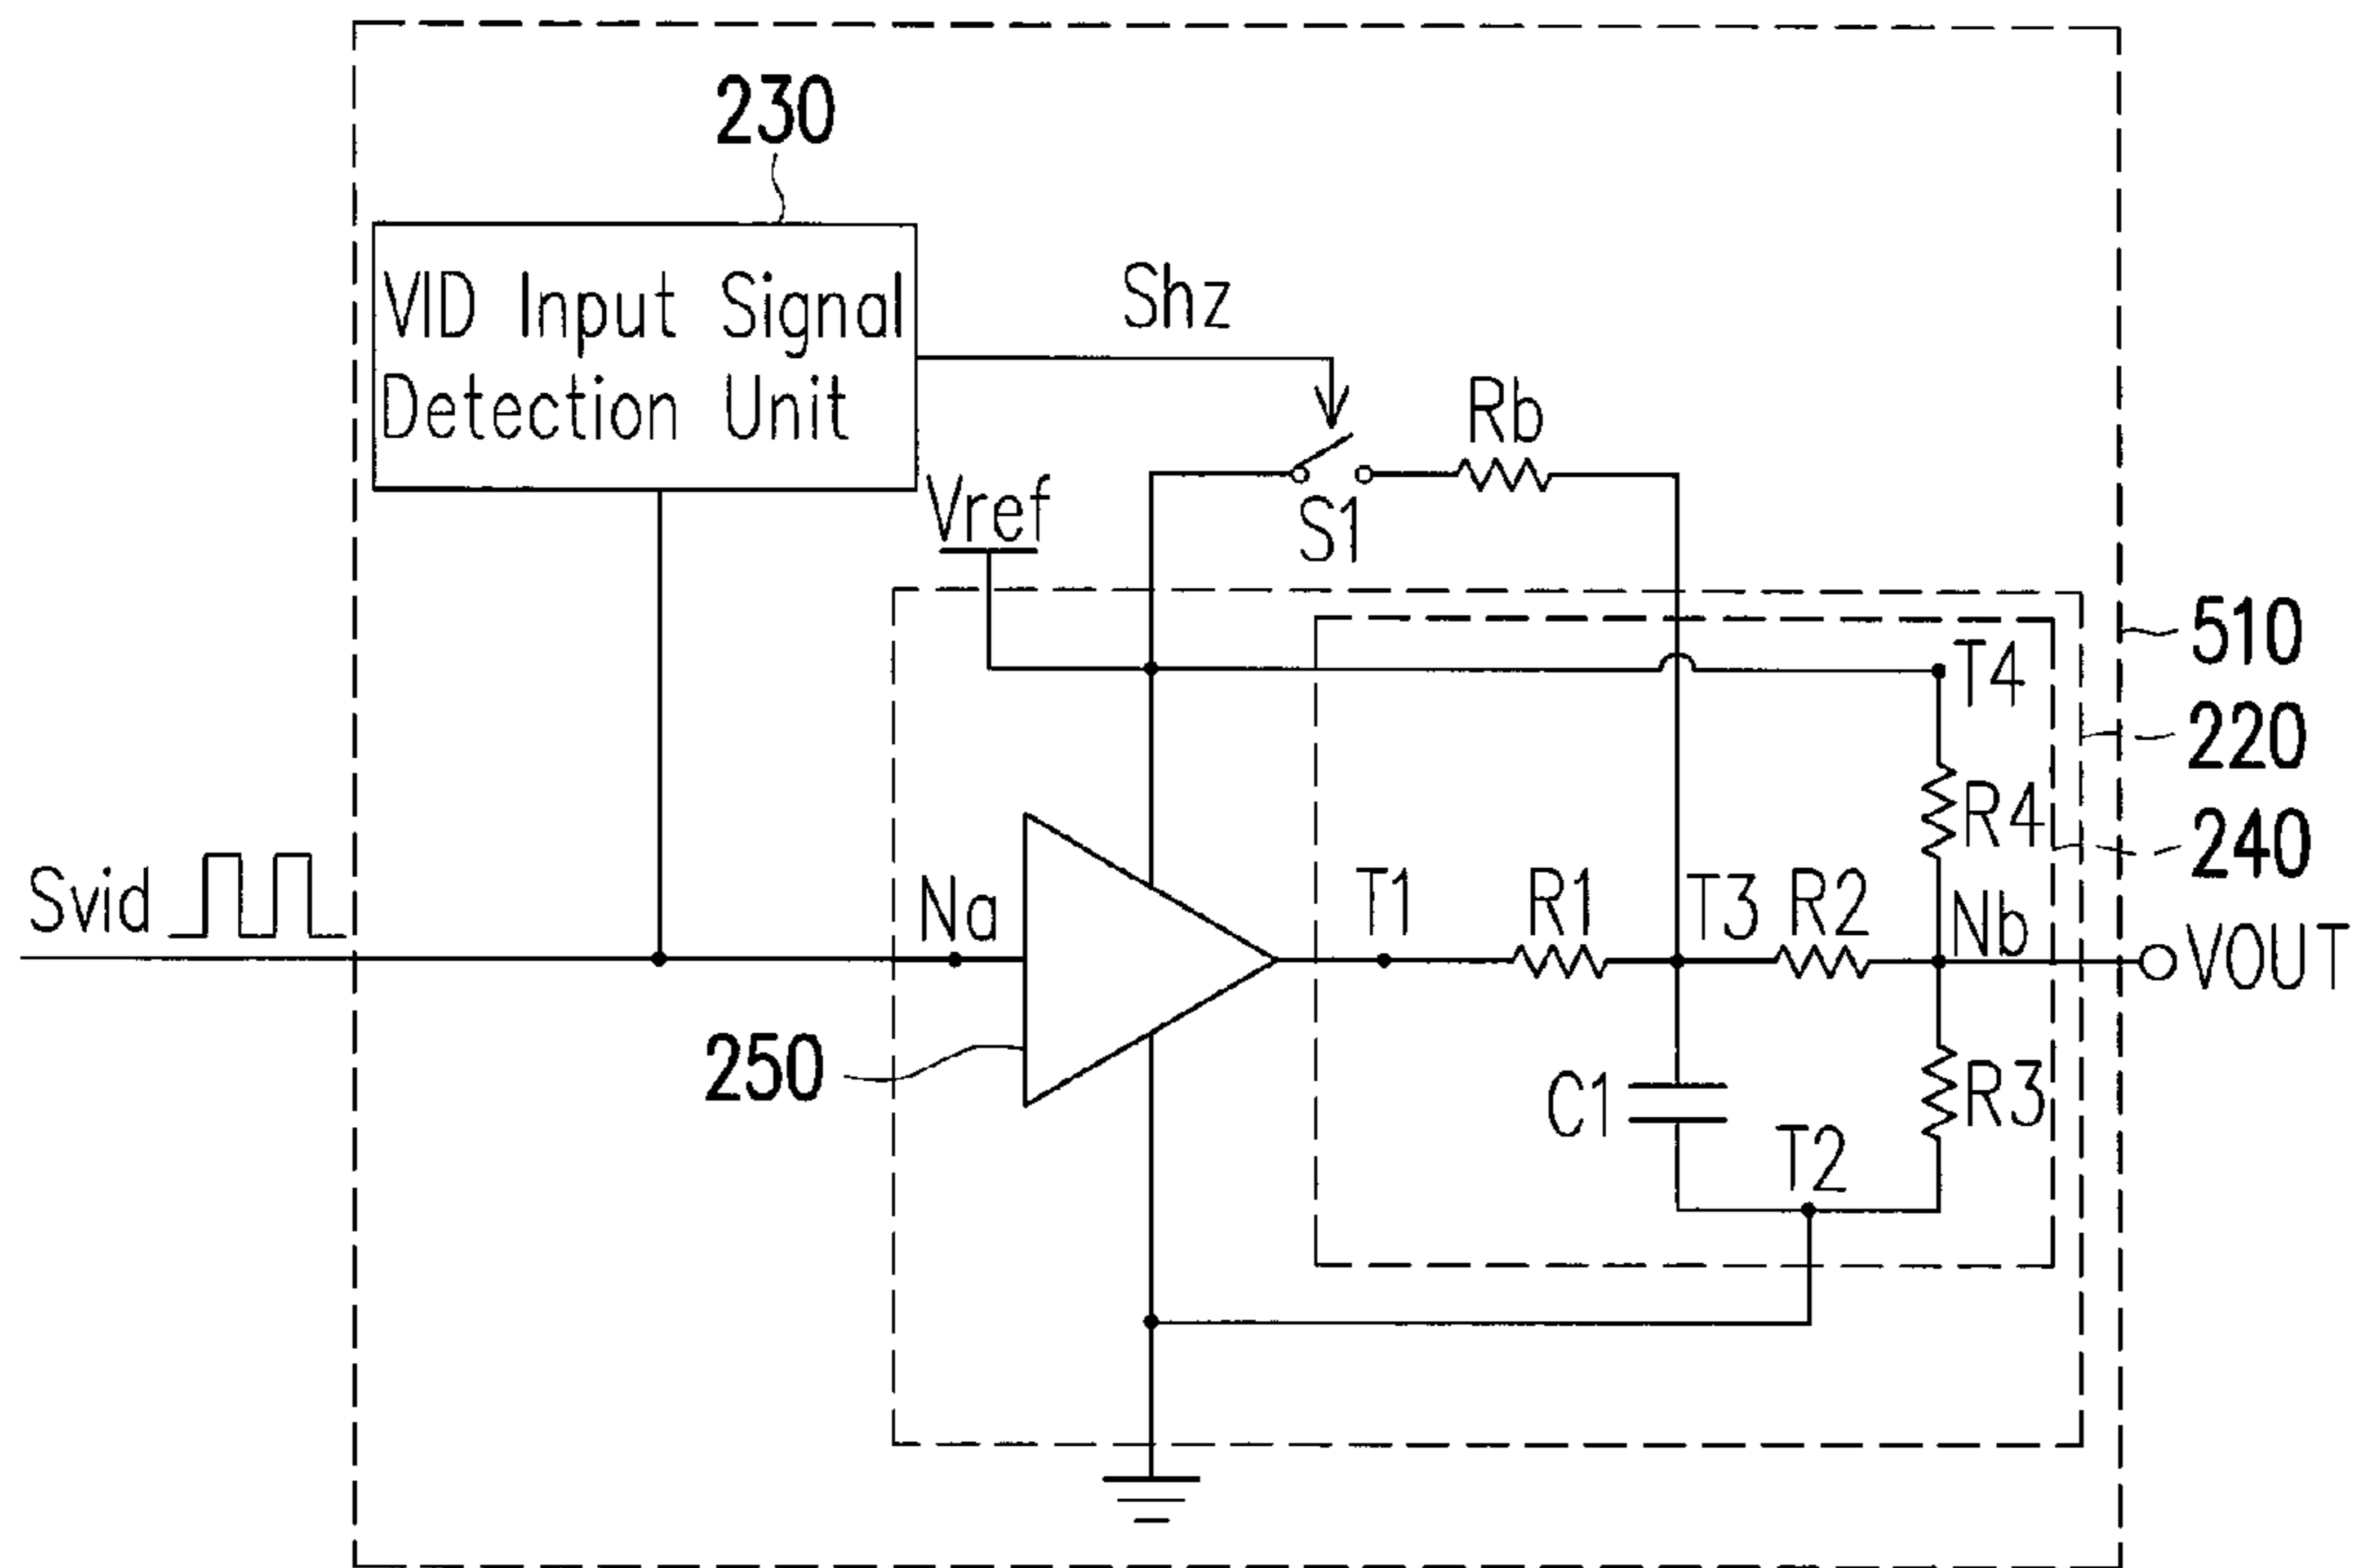 230
VID Input Signal
Detection Unit
Shz
Rb
S1
Vref
510
T4
220
R4
240
Svid
Na
T1
R1
T3
R2
Nb
VOUT
250
C1
R3
T2